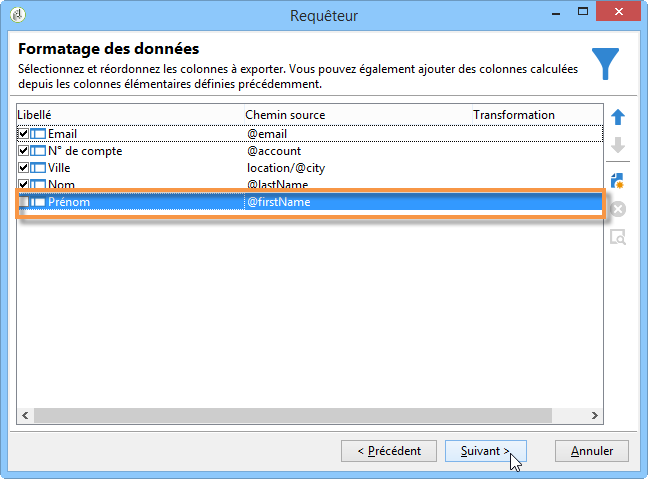 Requêteur
Formatage des données
Sélectionnez et réordonnez les colonnes à exporter. Vous pouvez également ajouter des colonnes calculées
depuis les colonnes élémentaires définies précédemment.
Libellé Chemin source Transformation
Email @email
N° de compte @account
Ville location/@city
Nom @lastName
Prénom @firstName
< Précédent Suivant > Annuler